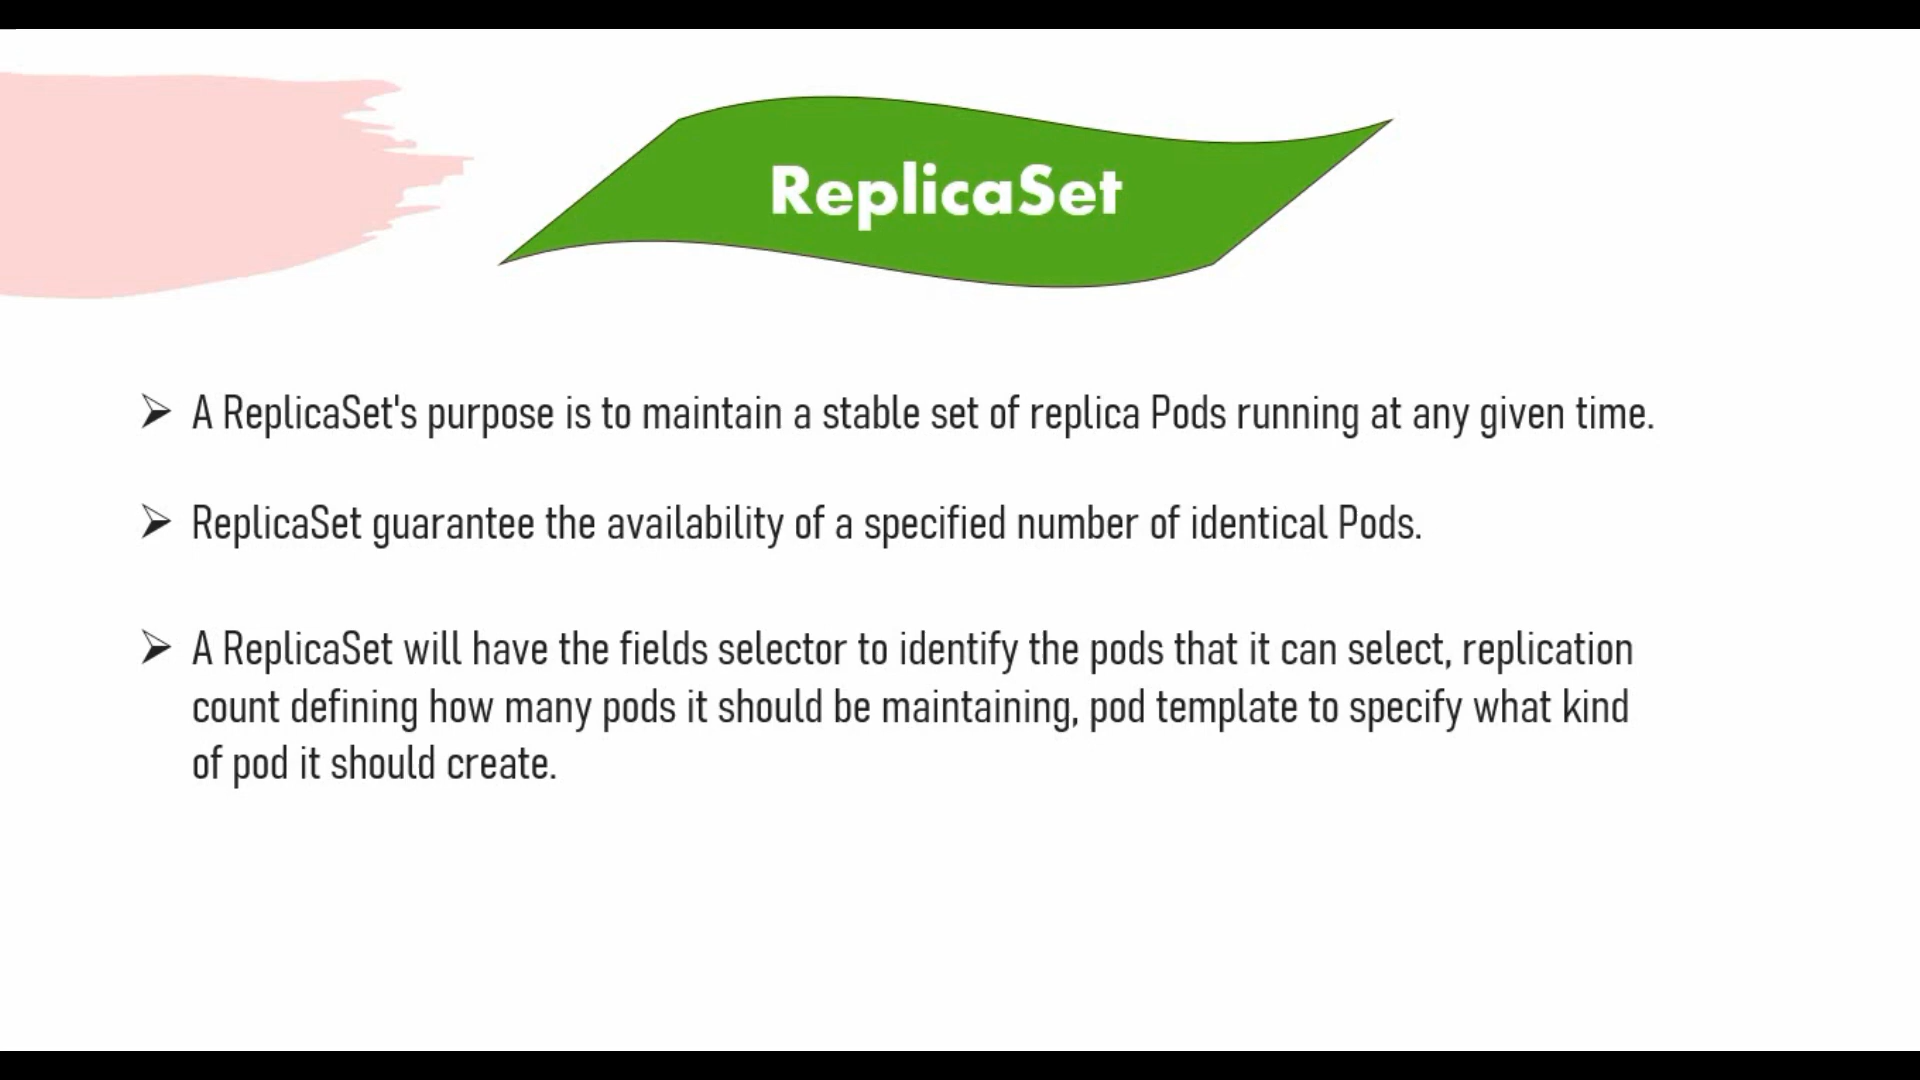 ReplicaSet
A ReplicaSet's purpose is to maintain a stable set of replica Pods running at any given time.
ReplicaSet guarantee the availability of a specified number of identical Pods.
A ReplicaSet will have the fields selector to identify the pods that it can select, replication
count defining how many pods it should be maintaining, pod template to specify what kind
of pod it should create.